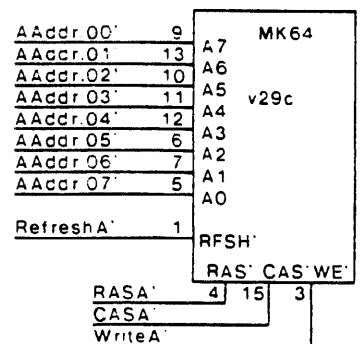 AAddr.00' 9 MK64
A7
AAddr.01' 13
A6
AAddr.02' 10
A5
AAddr.03' 11 v29c
A4
AAddr.04' 12
A3
AAddr.05' 6
A2
AAddr.06' 7
A1
AAddr.07' 5
A0
RefreshA' 1
RFSH'
RAS' CAS' WE'
RASA' 4 15 3
CASA'
WriteA'